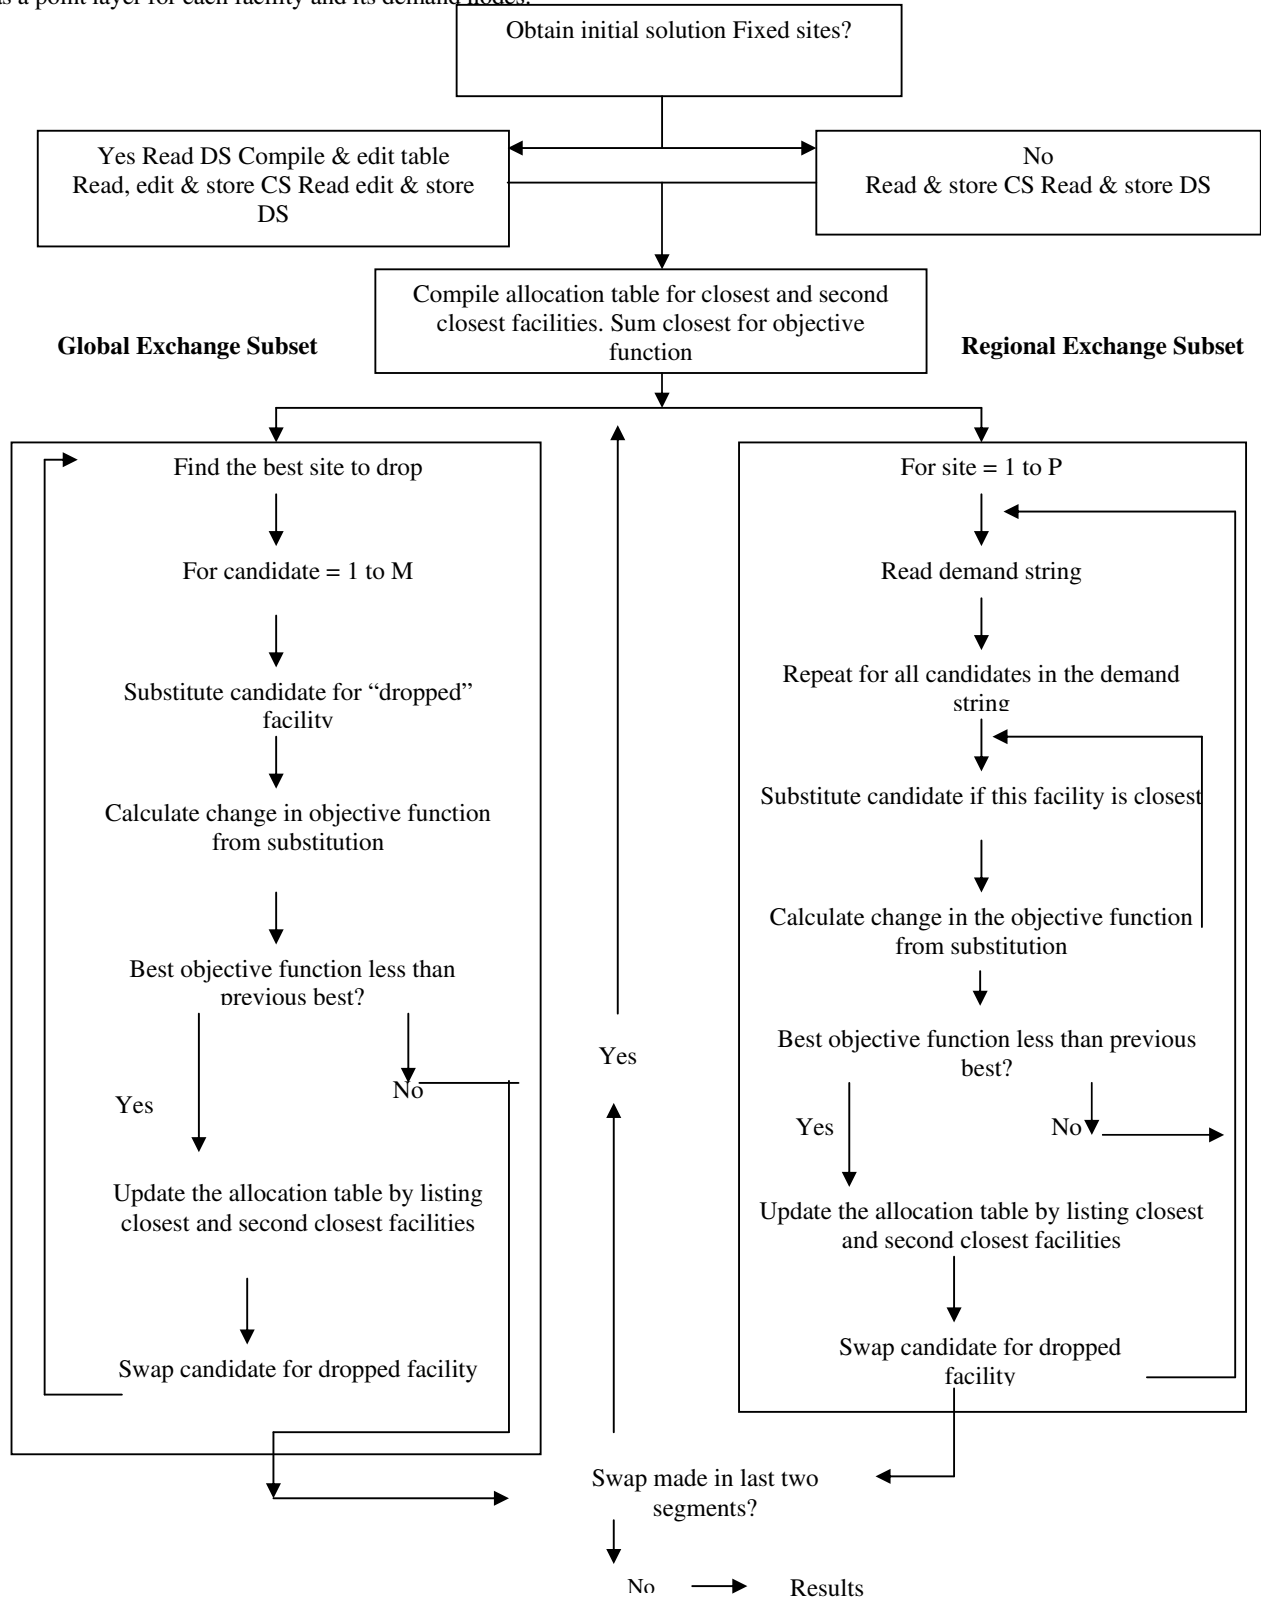 as a point layer for each facility and its demand nodes.
Obtain initial solution Fixed sites?
Yes Read DS Compile & edit table
Read, edit & store CS Read edit & store
DS
No
Read & store CS Read & store DS
Compile allocation table for closest and second
closest facilities. Sum closest for objective
function
Global Exchange Subset
Regional Exchange Subset
Find the best site to drop
For candidate = 1 to M
Substitute candidate for “dropped”
facility
Calculate change in objective function
from substitution
Best objective function less than
previous best?
Yes
No
Update the allocation table by listing
closest and second closest facilities
Swap candidate for dropped facility
Yes
For site = 1 to P
Read demand string
Repeat for all candidates in the demand
string
Substitute candidate if this facility is closest
Calculate change in the objective function
from substitution
Best objective function less than previous
best?
Yes
No
Update the allocation table by listing closest
and second closest facilities
Swap candidate for dropped
facility
Swap made in last two
segments?
No
Results